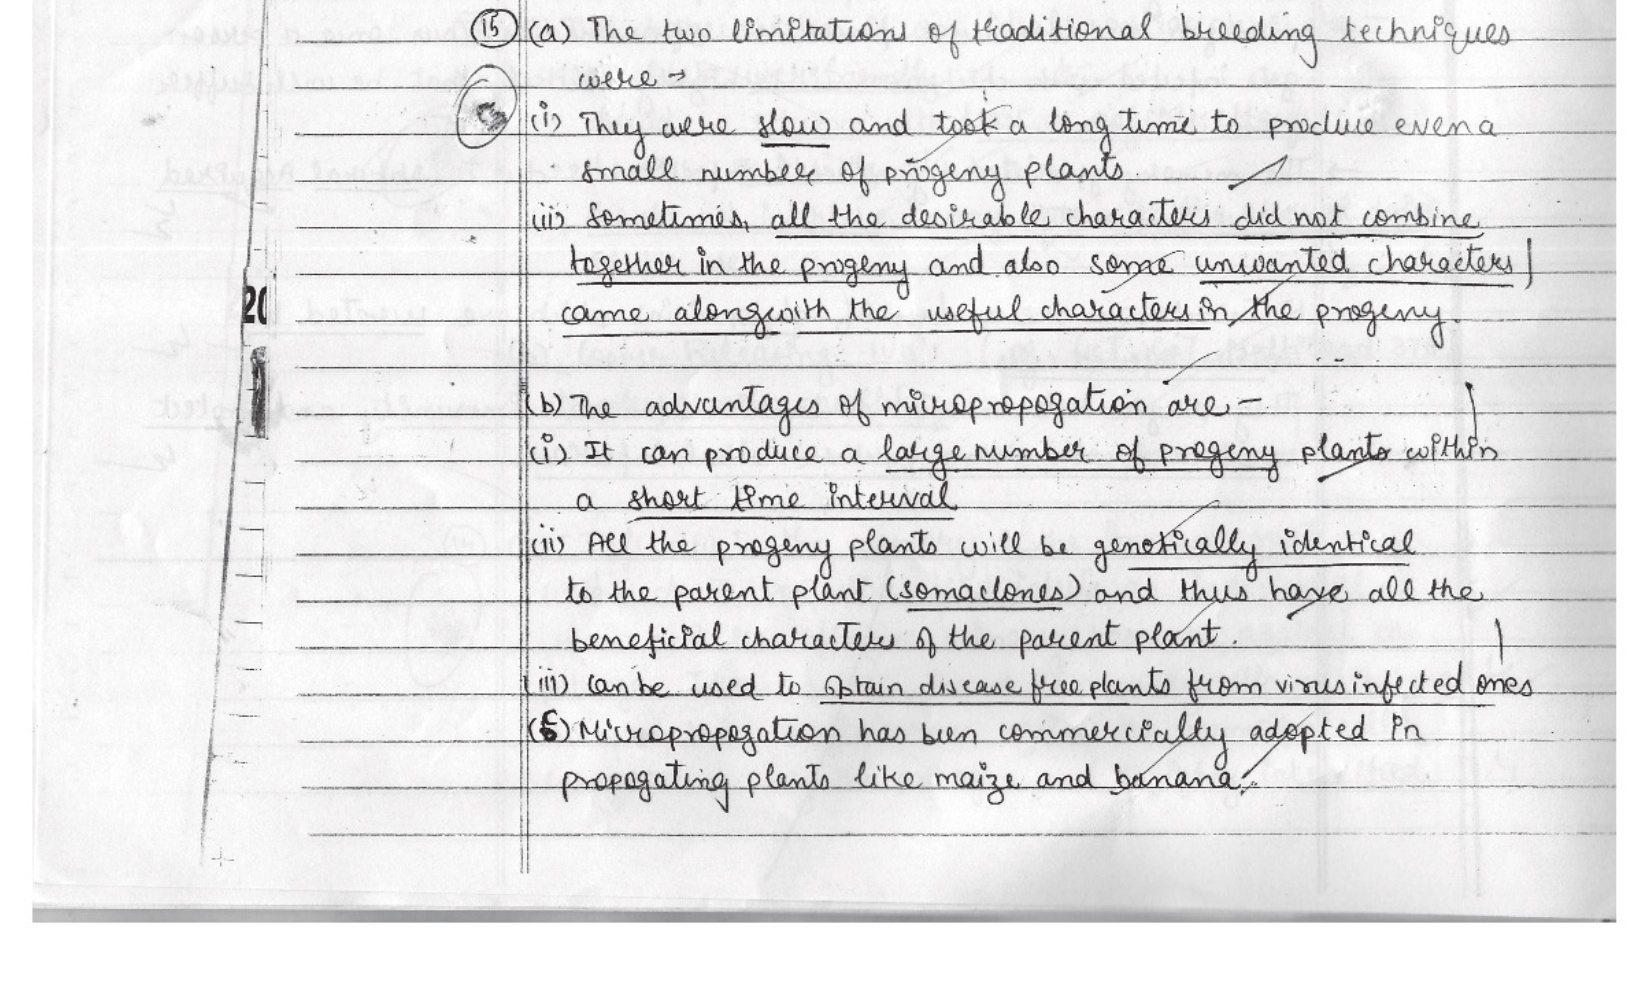 (15) (a) The two limitations of traditional breeding techniques
were →
(i) They were slow and took a long time to produce even a
small number of progeny plants.
(ii) Sometimes, all the desirable characters did not combine
together in the progeny and also some unwanted characters
came alongwith the useful characters in the progeny.
(b) The advantages of micropropogation are –
(i) It can produce a large number of progeny plants within
a short time interval
(ii) All the progeny plants will be genetically identical
to the parent plant (somaclones) and thus have all the
beneficial characters of the parent plant.
(iii) Can be used to obtain disease free plants from virus infected ones
(c) Micropropogation has been commercially adopted in
propogating plants like maize and banana.
20